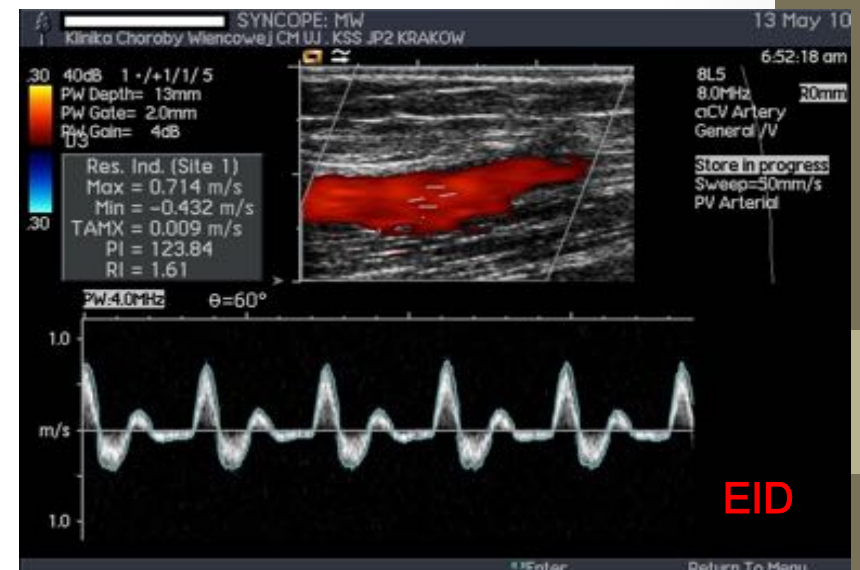 SYNCOPE: MW
Klinika Choroby Wiencowej CM UJ . KSS JP2 KRAKOW
13 May 10
6:52:18 am
.30
40dB 1 •/+1/1/ 5
PW Depth= 13mm
PW Gate= 2.0mm
PW Gain= 4dB
D3
Res. Ind. (Site 1)
Max = 0.714 m/s
Min = -0.432 m/s
TAMX = 0.009 m/s
PI = 123.84
RI = 1.61
.30
8L5
8.0MHz R0mm
aCV Artery
General /V
Store in progress
Sweep=50mm/s
PV Arterial
PW:4.0MHz θ=60°
1.0
m/s
1.0
EID
Enter Return To Menu